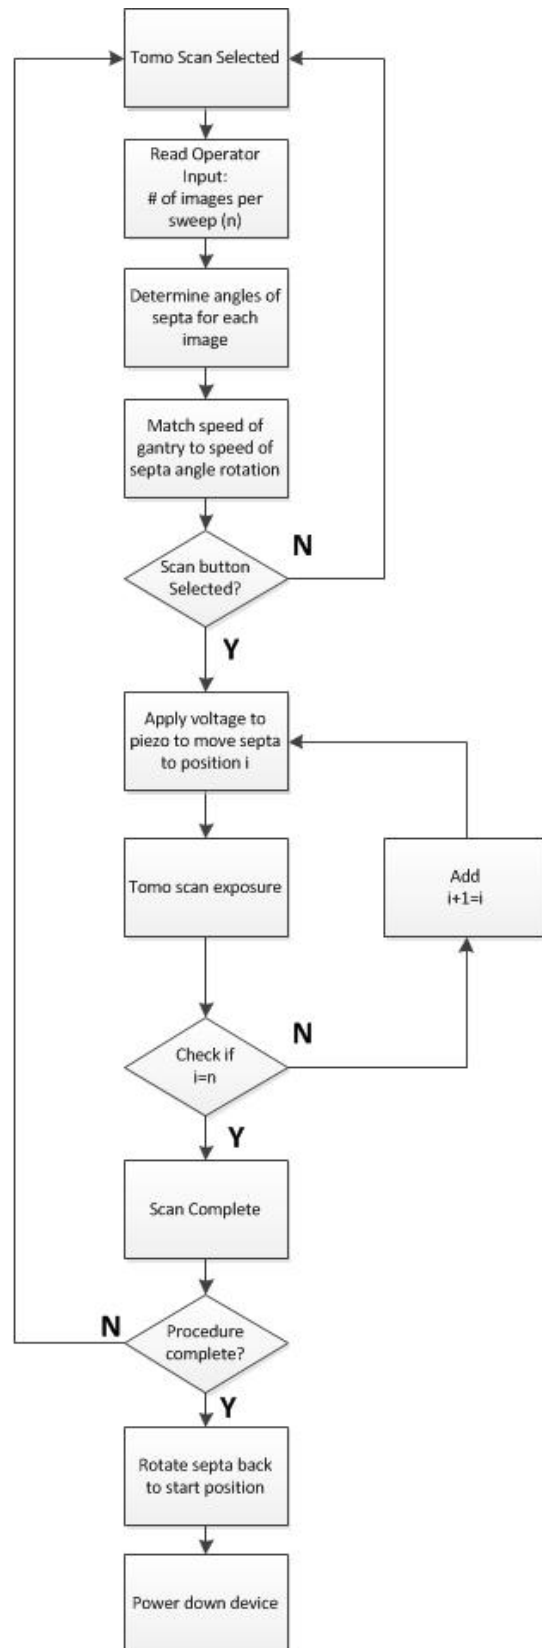 Tomo Scan Selected
Read Operator
Input:
# of images per
sweep (n)
Determine angles of
septa for each
image
Match speed of
gantry to speed of
septa angle rotation
N
Scan button
Selected?
Y
Apply voltage to
piezo to move septa
to position i
Tomo scan exposure
Add
i+1=i
N
Check if
i=n
Y
Scan Complete
N
Procedure
complete?
Y
Rotate septa back
to start position
Power down device